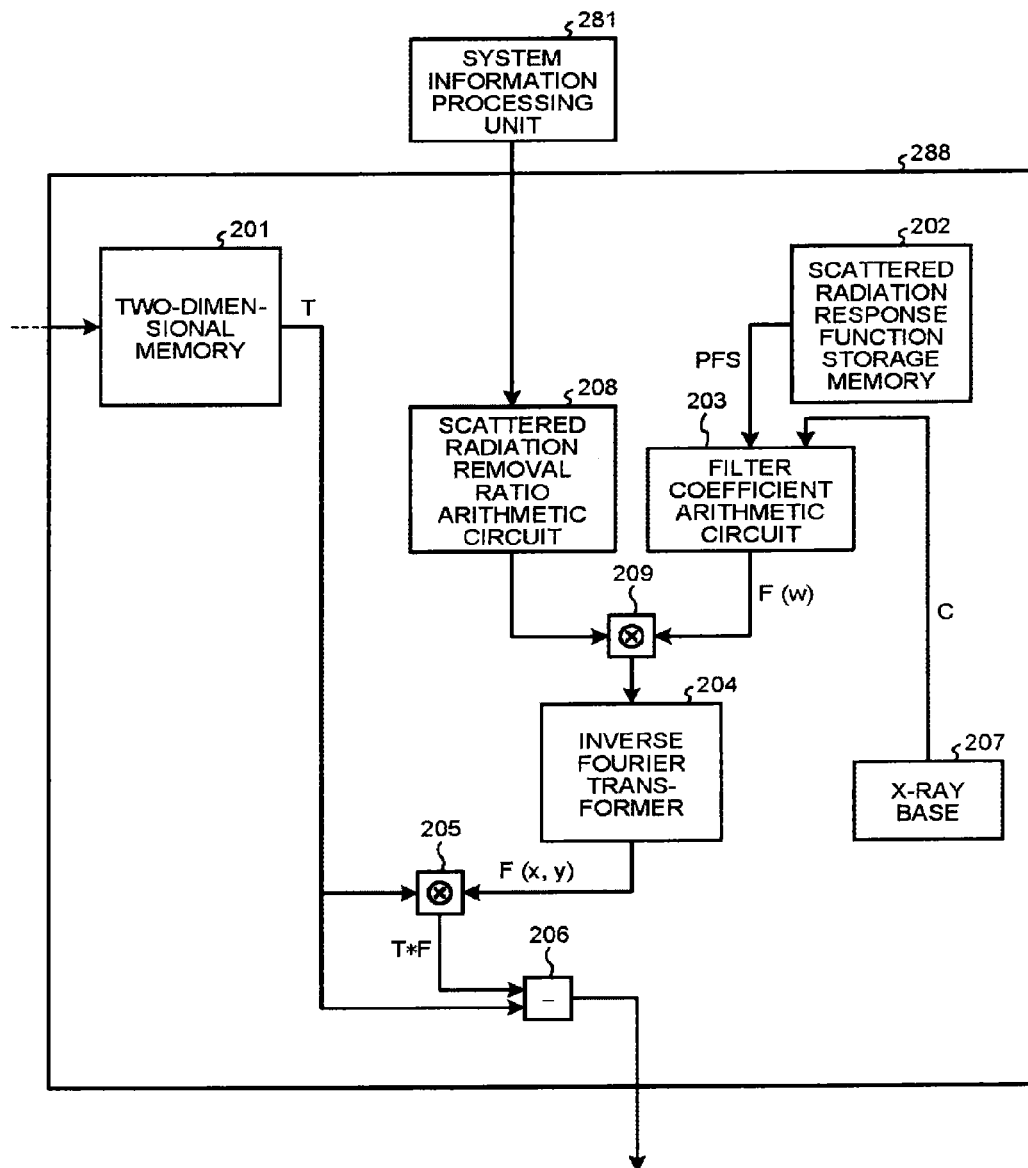 281
SYSTEM
INFORMATION
PROCESSING
UNIT
288
201
TWO-DIMEN-
SIONAL
MEMORY
T
202
SCATTERED
RADIATION
RESPONSE
FUNCTION
STORAGE
MEMORY
PFS
208
SCATTERED
RADIATION
REMOVAL
RATIO
ARITHMETIC
CIRCUIT
203
FILTER
COEFFICIENT
ARITHMETIC
CIRCUIT
209
⊗
F (w)
C
204
INVERSE
FOURIER
TRANS-
FORMER
207
X-RAY
BASE
205
⊗
F (x, y)
T*F
206
−